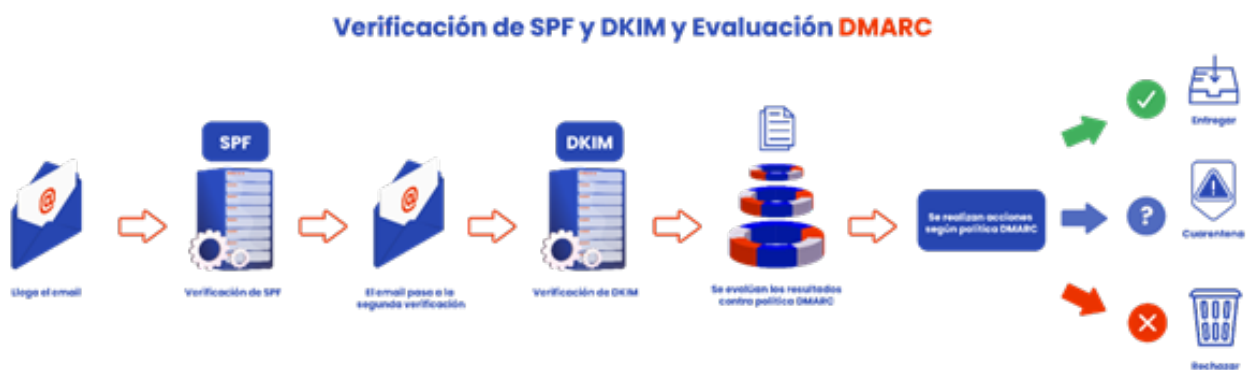 Verificación de SPF y DKIM y Evaluación DMARC
SPF
DKIM
Llega el email
Verificación de SPF
El email pasa a la
segunda verificación
Verificación de DKIM
Se evalúan los resultados
contra política DMARC
Se realizan acciones
según política DMARC
Entregar
Cuarentena
Rechazar